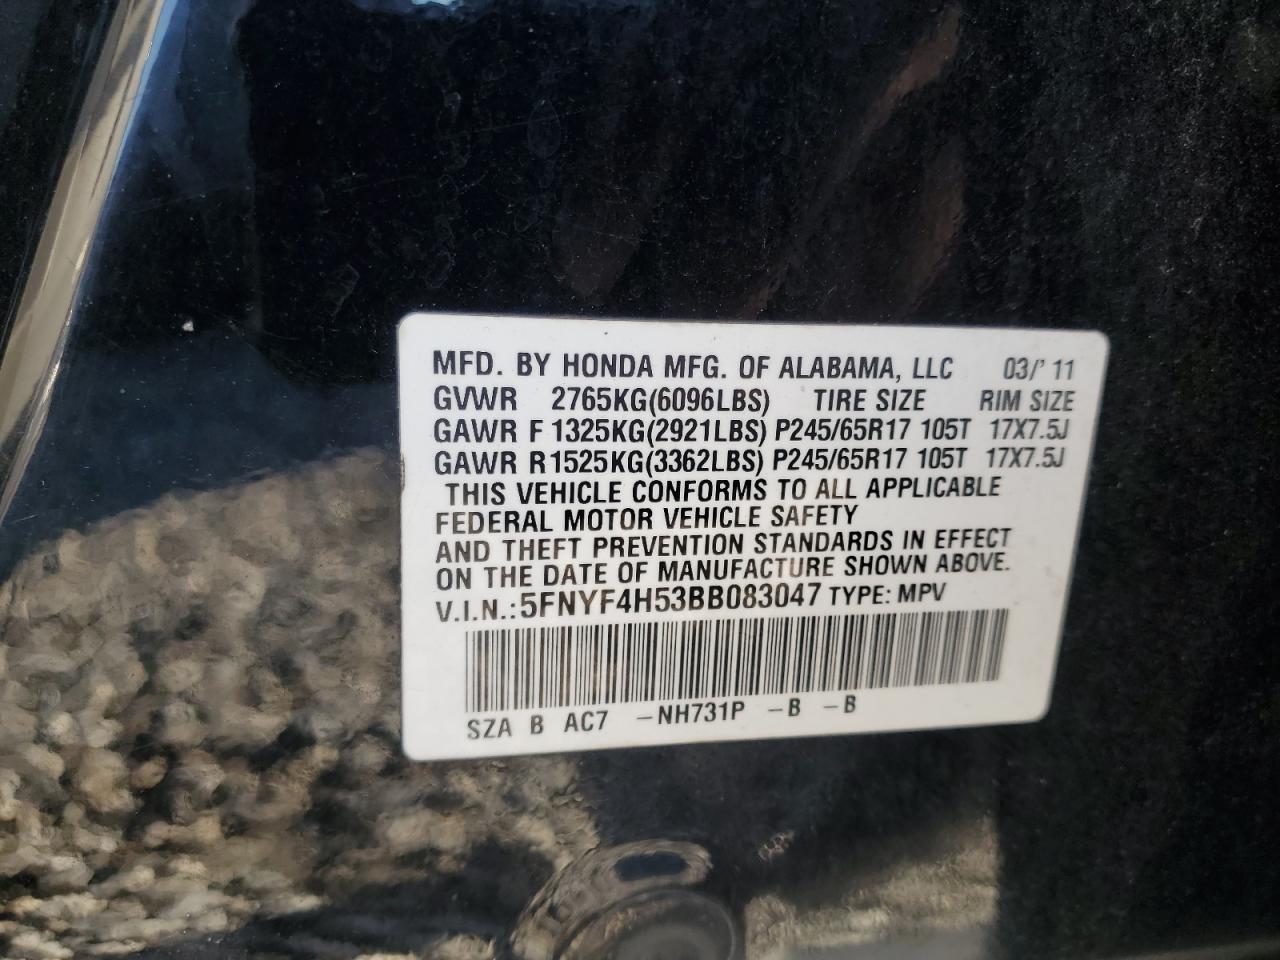 MFD. BY HONDA MFG. OF ALABAMA, LLC 03/' 11
GVWR 2765KG(6096LBS) TIRE SIZE RIM SIZE
GAWR F 1325KG(2921LBS) P245/65R17 105T 17X7.5J
GAWR R1525KG(3362LBS) P245/65R17 105T 17X7.5J
THIS VEHICLE CONFORMS TO ALL APPLICABLE
FEDERAL MOTOR VEHICLE SAFETY
AND THEFT PREVENTION STANDARDS IN EFFECT
ON THE DATE OF MANUFACTURE SHOWN ABOVE.
V.I.N.:5FNYF4H53BB083047 TYPE: MPV
SZA B AC7 -NH731P -B -B